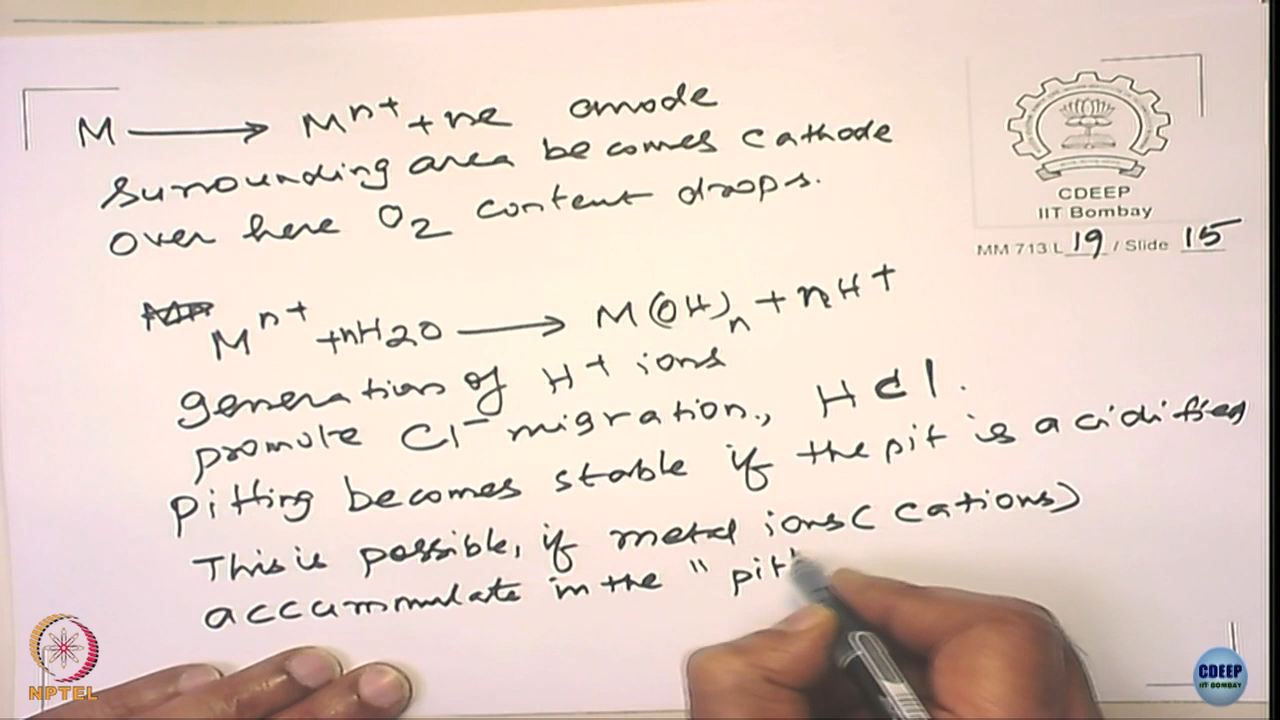 M ⟶ Mⁿ⁺ + ne anode
Surrounding area becomes cathode
over here O₂ content drops.
Mⁿ⁺ + nH₂O ⟶ M(OH)ₙ + nH⁺
generation of H⁺ ions
promote Cl⁻ migration., HCl.
Pitting becomes stable if the pit is acidified
This is possible, if metal ions (cations)
accummulate in the " pit
CDEEP
IIT Bombay
MM 713 L 19 / Slide 15
NPTEL
CDEEP
IIT BOMBAY